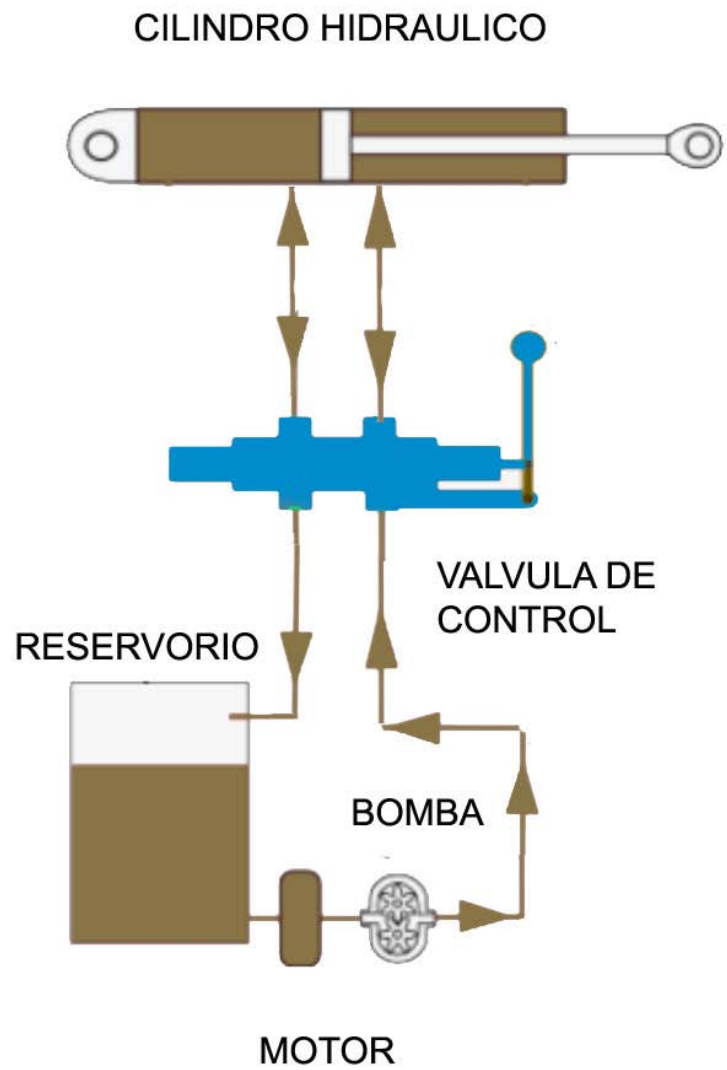 CILINDRO HIDRAULICO
VALVULA DE
CONTROL
RESERVORIO
BOMBA
MOTOR